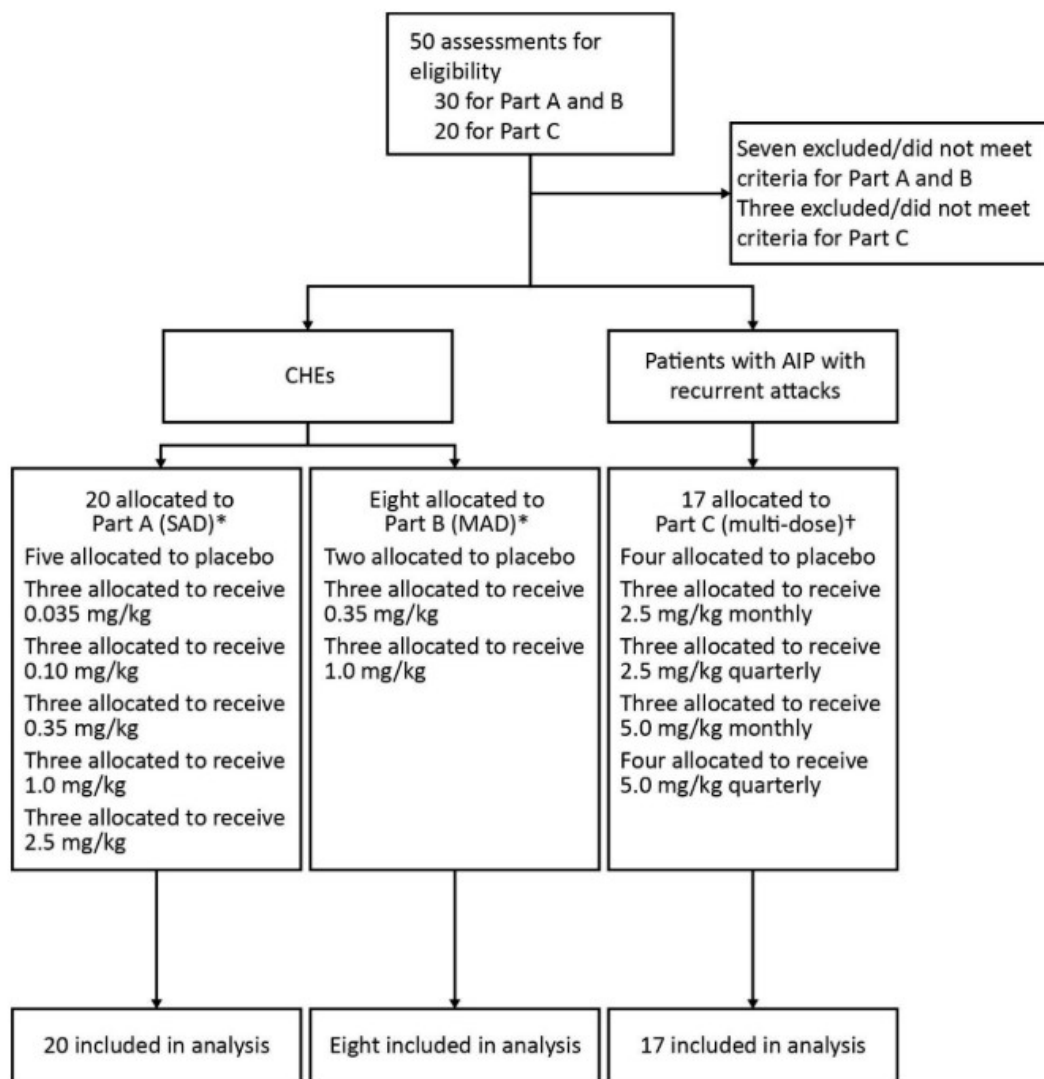 50 assessments for
eligibility
30 for Part A and B
20 for Part C
Seven excluded/did not meet
criteria for Part A and B
Three excluded/did not meet
criteria for Part C
CHEs
Patients with AIP with
recurrent attacks
20 allocated to
Part A (SAD)*
Five allocated to placebo
Three allocated to receive
0.035 mg/kg
Three allocated to receive
0.10 mg/kg
Three allocated to receive
0.35 mg/kg
Three allocated to receive
1.0 mg/kg
Three allocated to receive
2.5 mg/kg
Eight allocated to
Part B (MAD)*
Two allocated to placebo
Three allocated to receive
0.35 mg/kg
Three allocated to receive
1.0 mg/kg
17 allocated to
Part C (multi-dose)†
Four allocated to placebo
Three allocated to receive
2.5 mg/kg monthly
Three allocated to receive
2.5 mg/kg quarterly
Three allocated to receive
5.0 mg/kg monthly
Four allocated to receive
5.0 mg/kg quarterly
20 included in analysis
Eight included in analysis
17 included in analysis